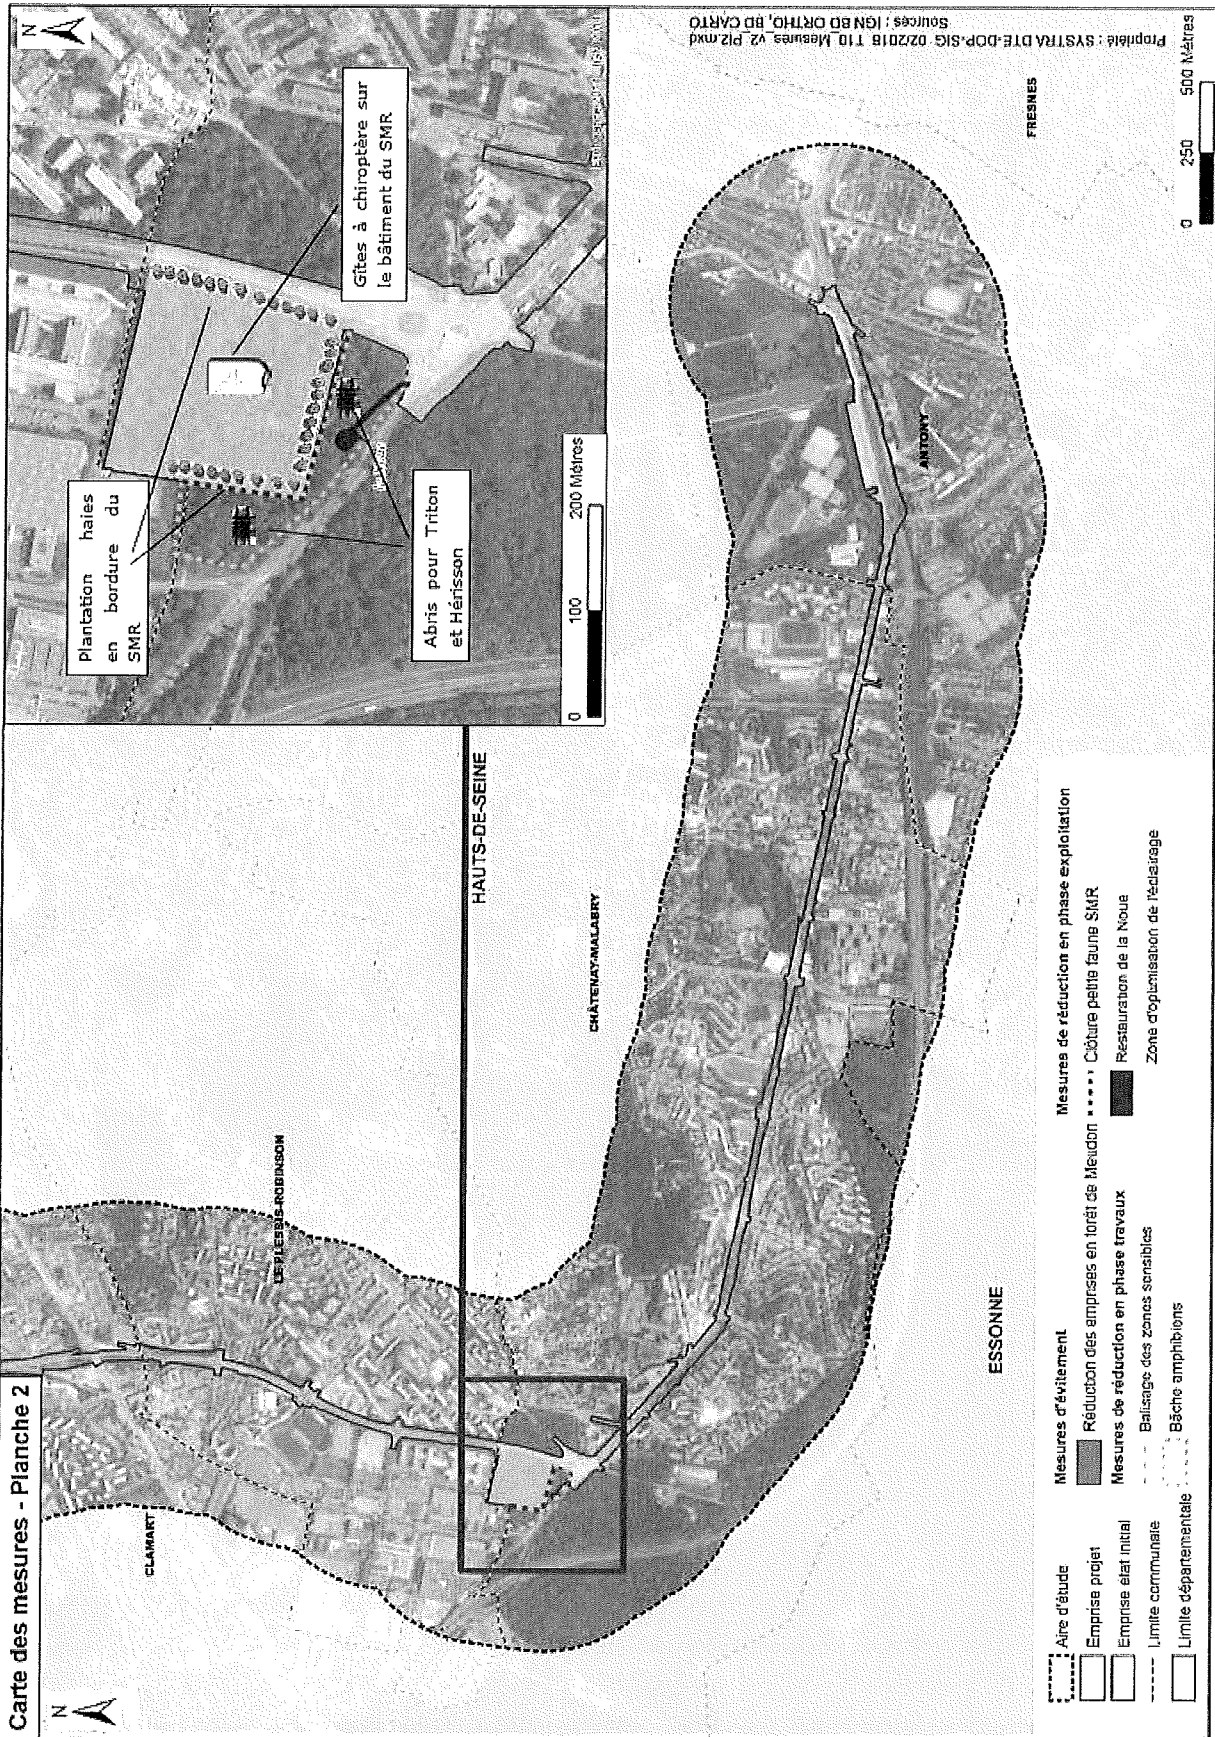 Carte des mesures - Planche 2
N
CLAMART
LE PLESSIS-ROBINSON
HAUTS-DE-SEINE
CHÂTENAY-MALABRY
ESSONNE
ANTONY
FRESNES
N
Plantation haies
en bordure du
SMR
Gîtes à chiroptère sur
le bâtiment du SMR
Abris pour Triton
et Hérisson
0 100 200 Mètres
Aire d'étude
Emprise projet
Emprise état initial
Limite communale
Limite départementale
Mesures d'évitement
Réduction des emprises en forêt de Meudon
Mesures de réduction en phase travaux
Balisage des zones sensibles
Bâche amphibiens
Mesures de réduction en phase exploitation
Clôture petite faune SMR
Restauration de la Noue
Zone d'optimisation de l'éclairage
0 250 500 Mètres
Propriété : SYSTRA DTE-DOP-SIG 02/2018 T10_Mesures_v2_Pl2.mxd
Sources : IGN BD ORTHO, BD CARTO